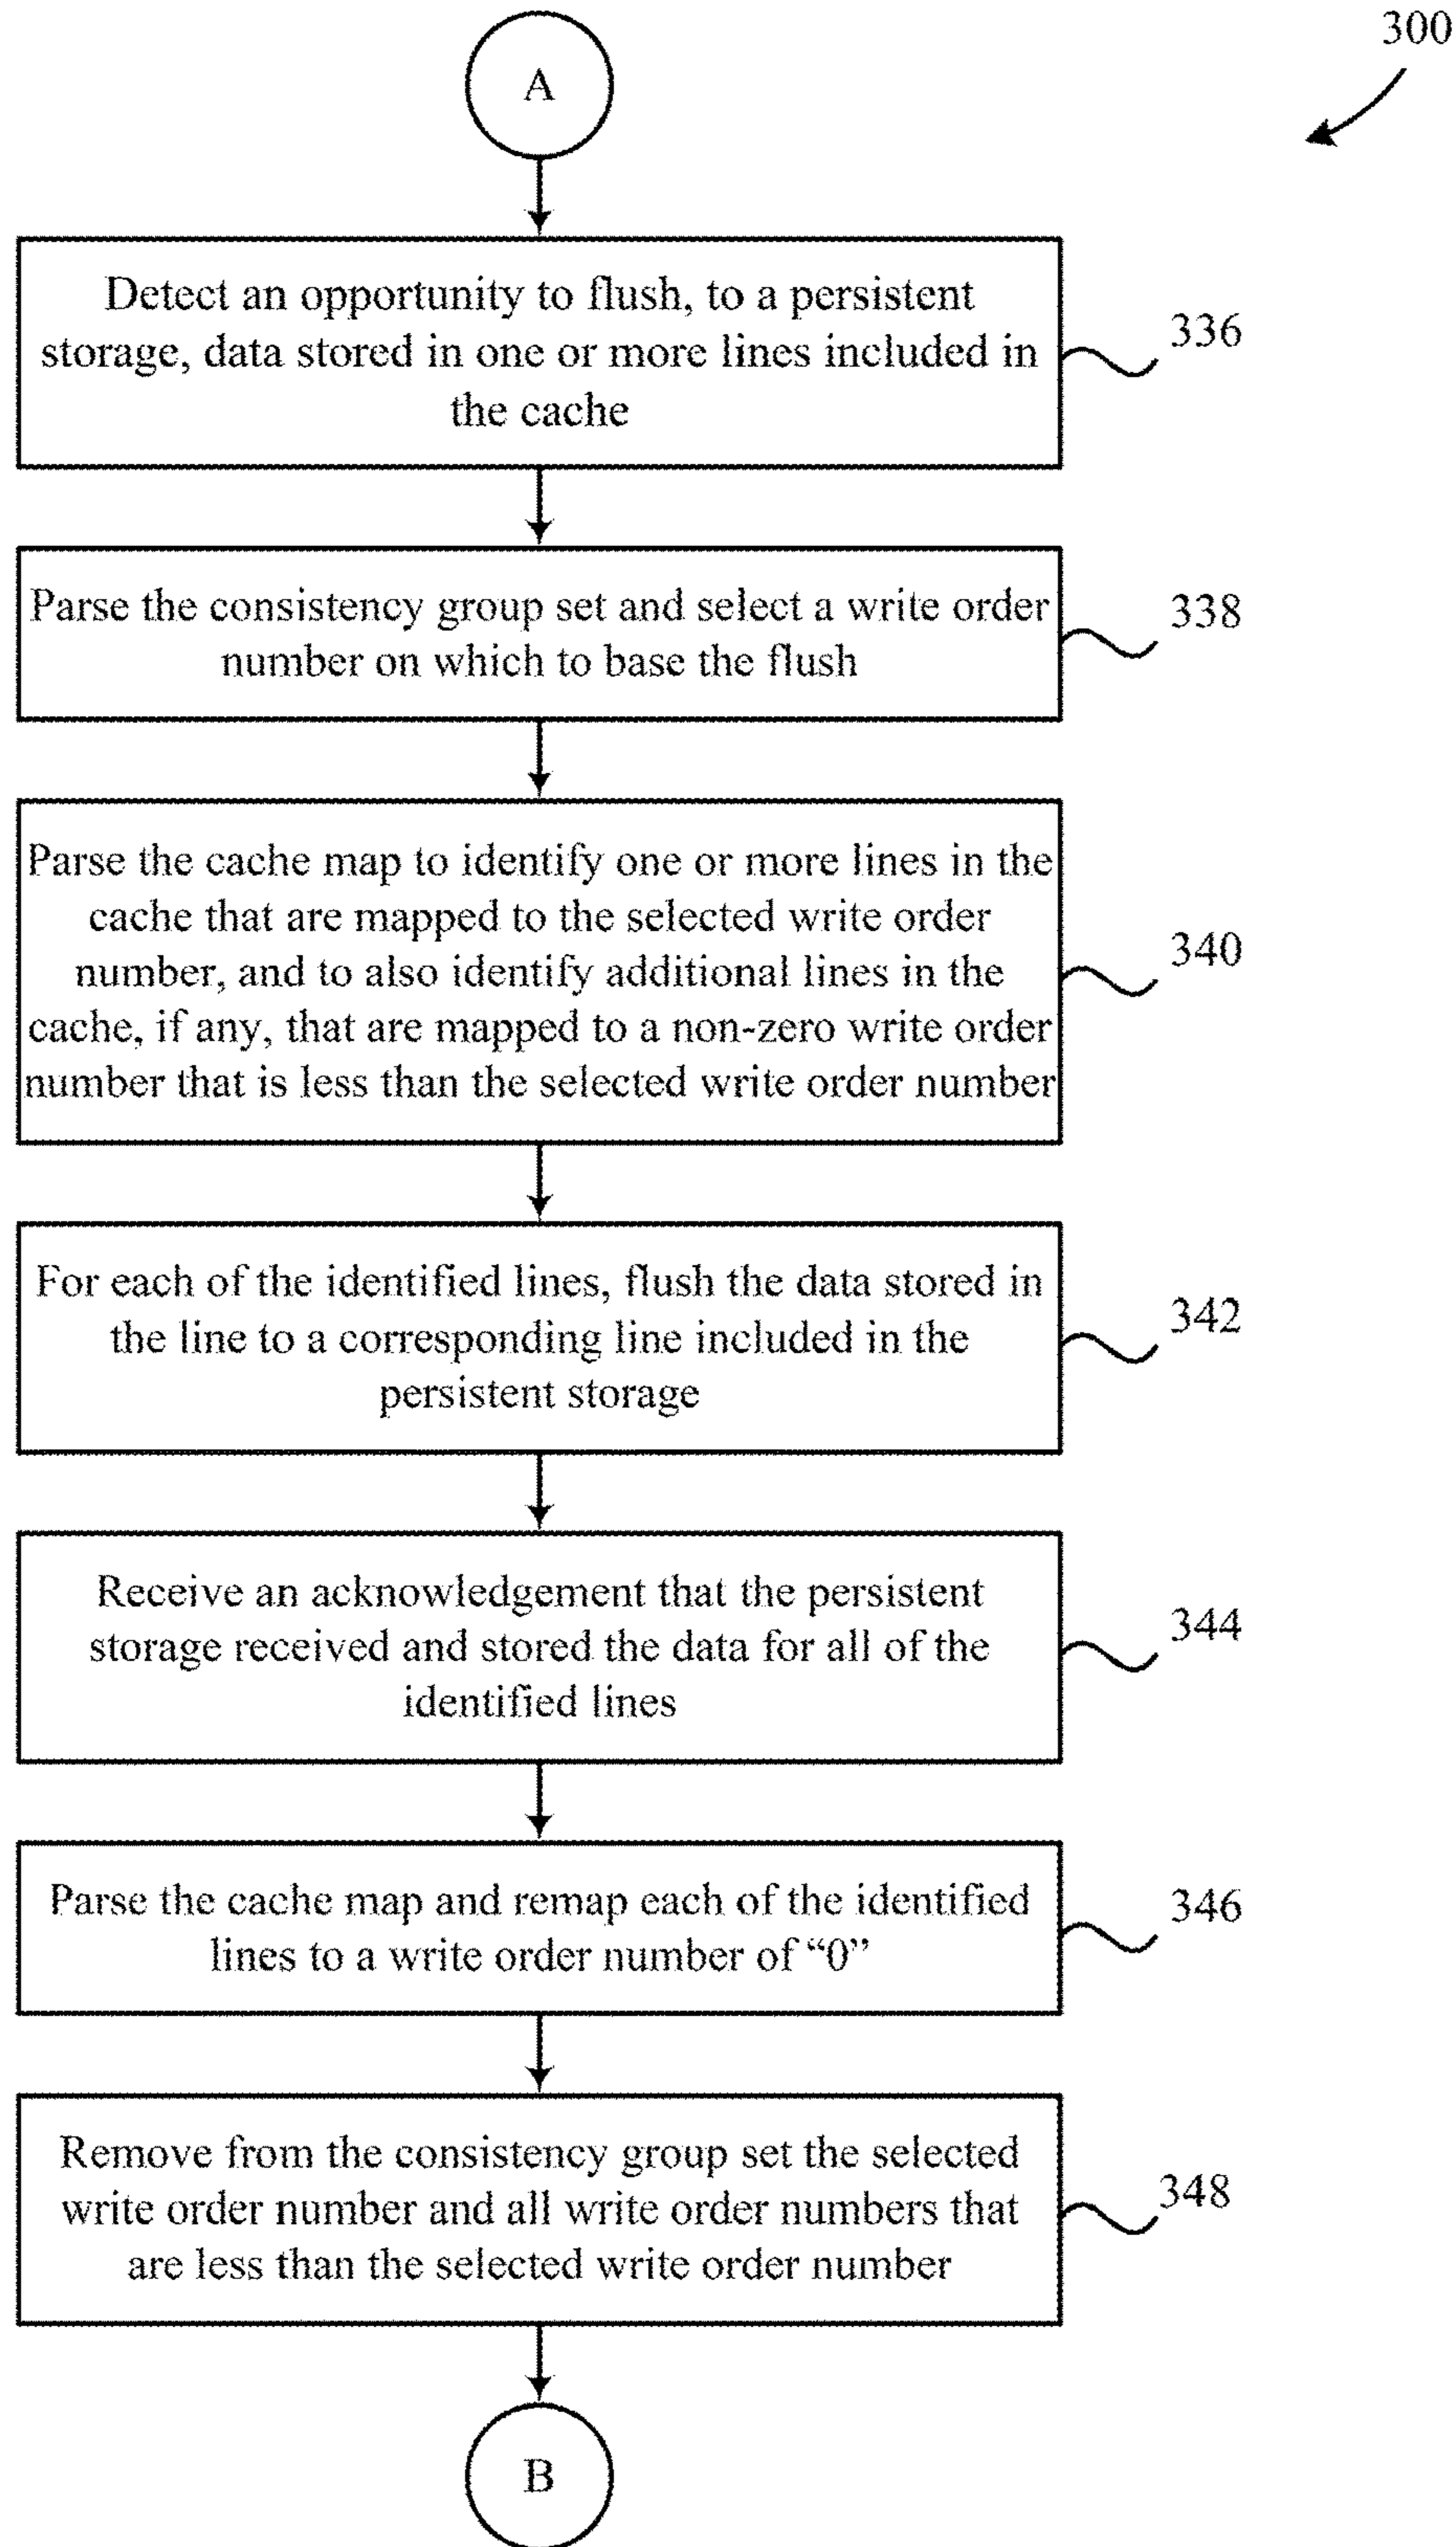 300
A
Detect an opportunity to flush, to a persistent
storage, data stored in one or more lines included in
the cache
336
Parse the consistency group set and select a write order
number on which to base the flush
338
Parse the cache map to identify one or more lines in the
cache that are mapped to the selected write order
number, and to also identify additional lines in the
cache, if any, that are mapped to a non-zero write order
number that is less than the selected write order number
340
For each of the identified lines, flush the data stored in
the line to a corresponding line included in the
persistent storage
342
Receive an acknowledgement that the persistent
storage received and stored the data for all of the
identified lines
344
Parse the cache map and remap each of the identified
lines to a write order number of “0”
346
Remove from the consistency group set the selected
write order number and all write order numbers that
are less than the selected write order number
348
B